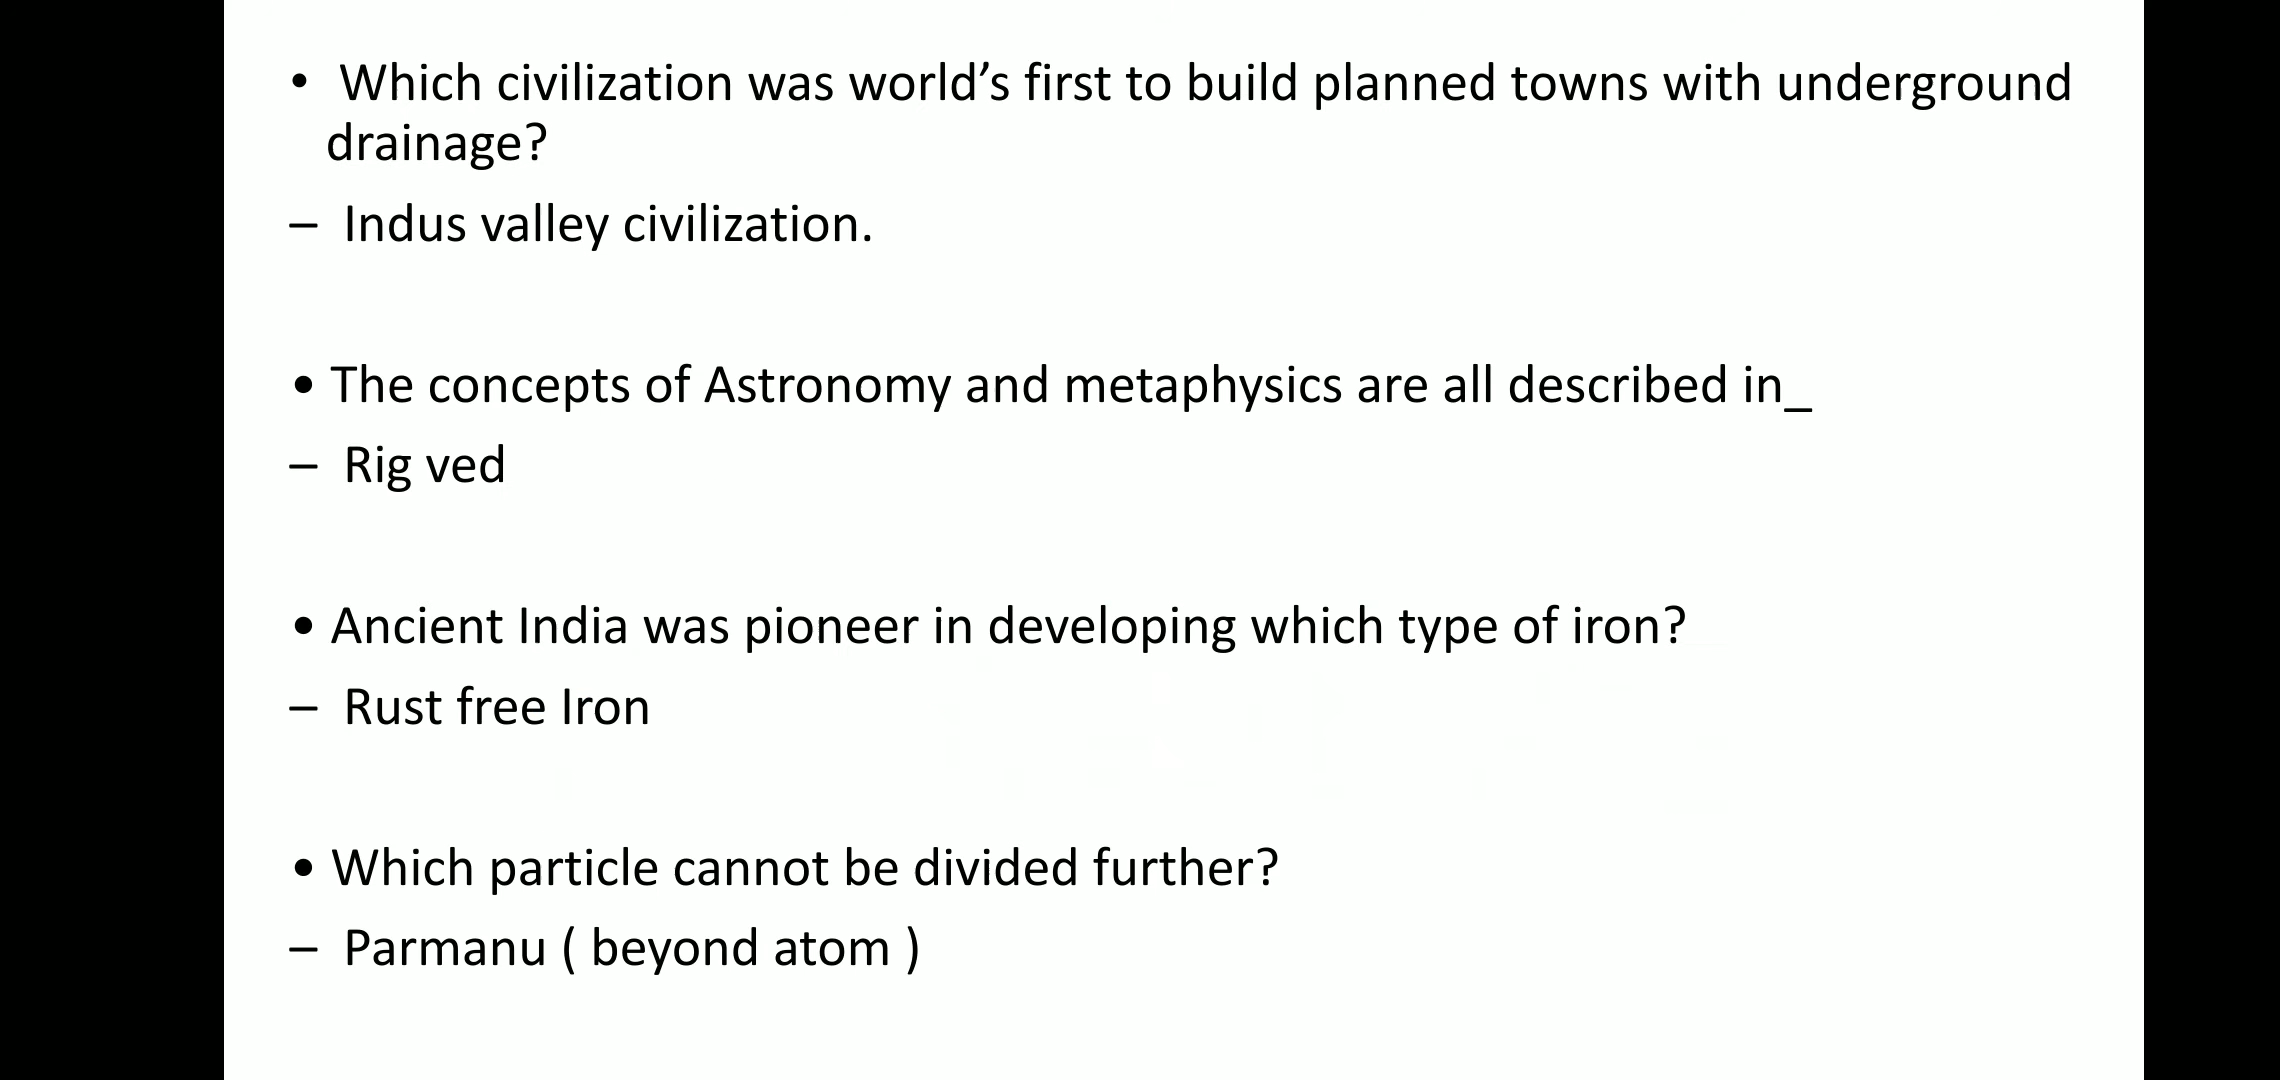 • Which civilization was world’s first to build planned towns with underground
drainage?
– Indus valley civilization.
• The concepts of Astronomy and metaphysics are all described in_
– Rig ved
• Ancient India was pioneer in developing which type of iron?
– Rust free Iron
• Which particle cannot be divided further?
– Parmanu ( beyond atom )